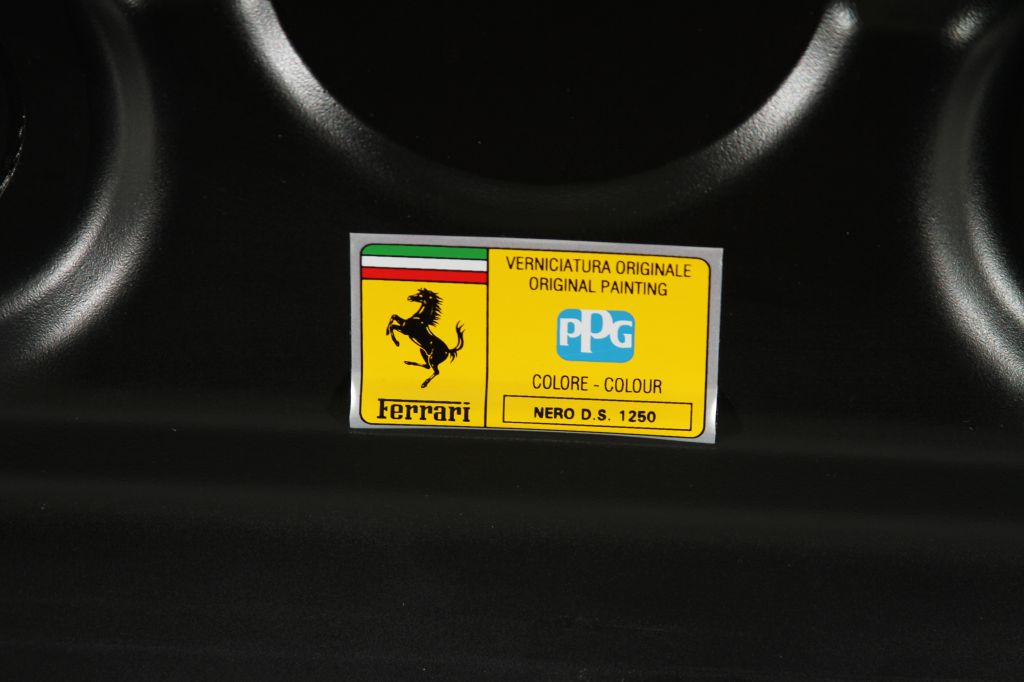 VERNICIATURA ORIGINALE
ORIGINAL PAINTING
PPG
COLORE - COLOUR
NERO D.S. 1250
Ferrari